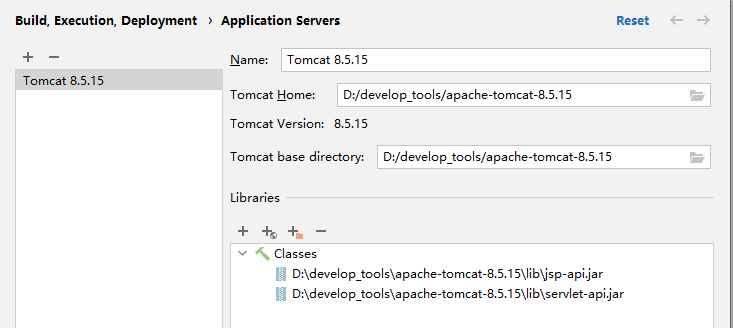 Build, Execution, Deployment › Application Servers
Reset
Tomcat 8.5.15
Name: Tomcat 8.5.15
Tomcat Home: D:/develop_tools/apache-tomcat-8.5.15
Tomcat Version: 8.5.15
Tomcat base directory: D:/develop_tools/apache-tomcat-8.5.15
Libraries
Classes
D:\develop_tools\apache-tomcat-8.5.15\lib\jsp-api.jar
D:\develop_tools\apache-tomcat-8.5.15\lib\servlet-api.jar